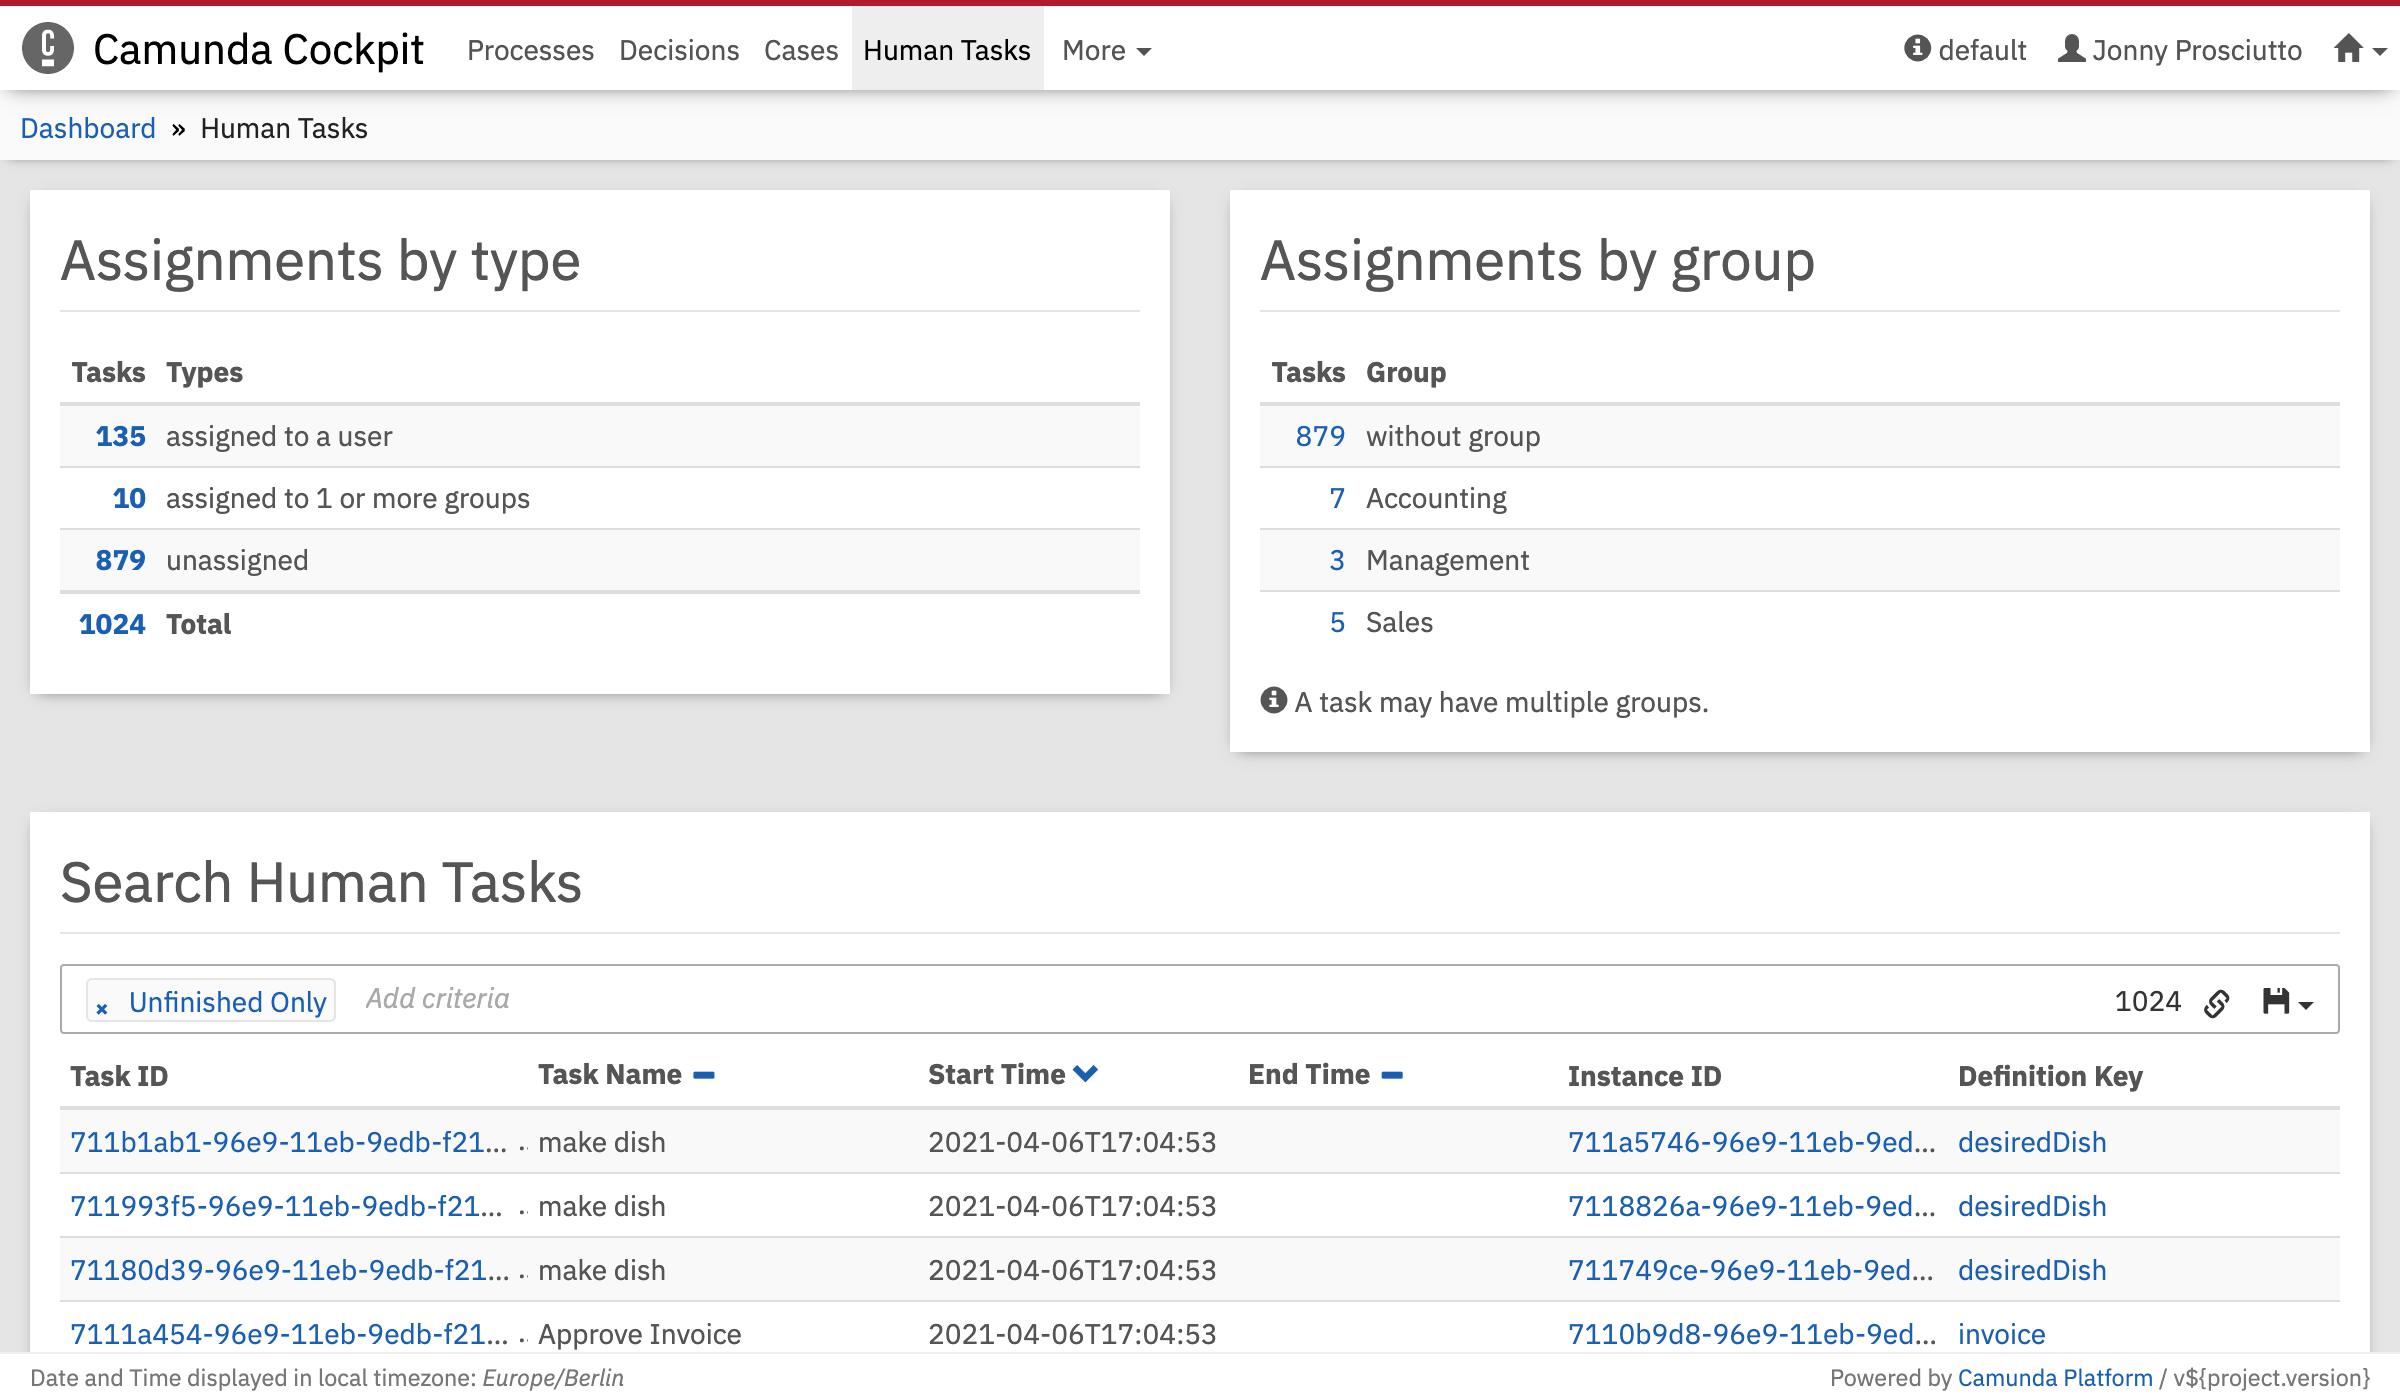 Camunda Cockpit Processes Decisions Cases Human Tasks More default Jonny Prosciutto
Dashboard » Human Tasks
Assignments by type
Tasks Types
135 assigned to a user
10 assigned to 1 or more groups
879 unassigned
1024 Total
Assignments by group
Tasks Group
879 without group
7 Accounting
3 Management
5 Sales
A task may have multiple groups.
Search Human Tasks
× Unfinished Only Add criteria 1024
Task ID Task Name Start Time End Time Instance ID Definition Key
711b1ab1-96e9-11eb-9edb-f21... make dish 2021-04-06T17:04:53 711a5746-96e9-11eb-9ed... desiredDish
711993f5-96e9-11eb-9edb-f21... make dish 2021-04-06T17:04:53 7118826a-96e9-11eb-9ed... desiredDish
71180d39-96e9-11eb-9edb-f21... make dish 2021-04-06T17:04:53 711749ce-96e9-11eb-9ed... desiredDish
7111a454-96e9-11eb-9edb-f21... Approve Invoice 2021-04-06T17:04:53 7110b9d8-96e9-11eb-9ed... invoice
Date and Time displayed in local timezone: Europe/Berlin Powered by Camunda Platform / v${project.version}